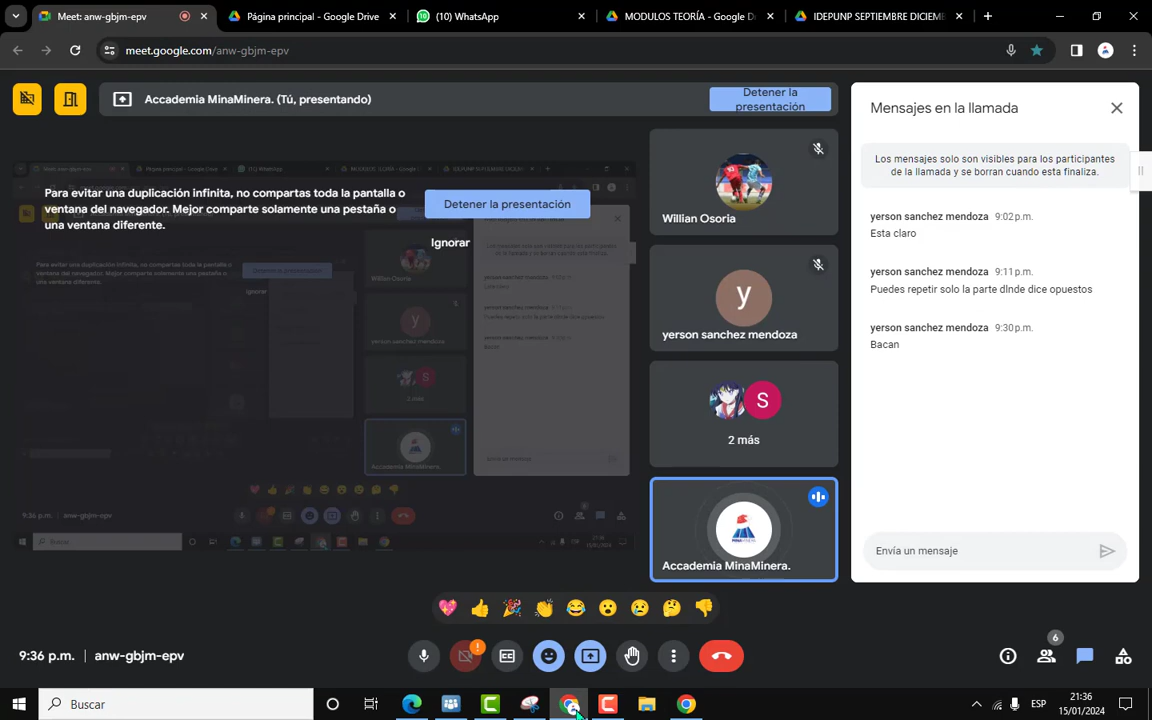 Meet: anw-gbjm-epv
Página principal - Google Drive
(10) WhatsApp
MODULOS TEORÍA - Google D
IDEPUNP SEPTIEMBRE DICIEM
meet.google.com/anw-gbjm-epv
Accademia MinaMinera. (Tú, presentando)
Detener la
presentación
Para evitar una duplicación infinita, no compartas toda la pantalla o
ventana del navegador. Mejor comparte solamente una pestaña o
una ventana diferente.
Detener la presentación
Ignorar
Willian Osoria
y
yerson sanchez mendoza
S
2 más
MINAMINERA
Accademia MinaMinera.
Mensajes en la llamada
Los mensajes solo son visibles para los participantes
de la llamada y se borran cuando esta finaliza.
yerson sanchez mendoza 9:02 p.m.
Esta claro
yerson sanchez mendoza 9:11 p.m.
Puedes repetir solo la parte dInde dice opuestos
yerson sanchez mendoza 9:30 p.m.
Bacan
Envía un mensaje
9:36 p.m. anw-gbjm-epv
6
Buscar
ESP
21:36
15/01/2024